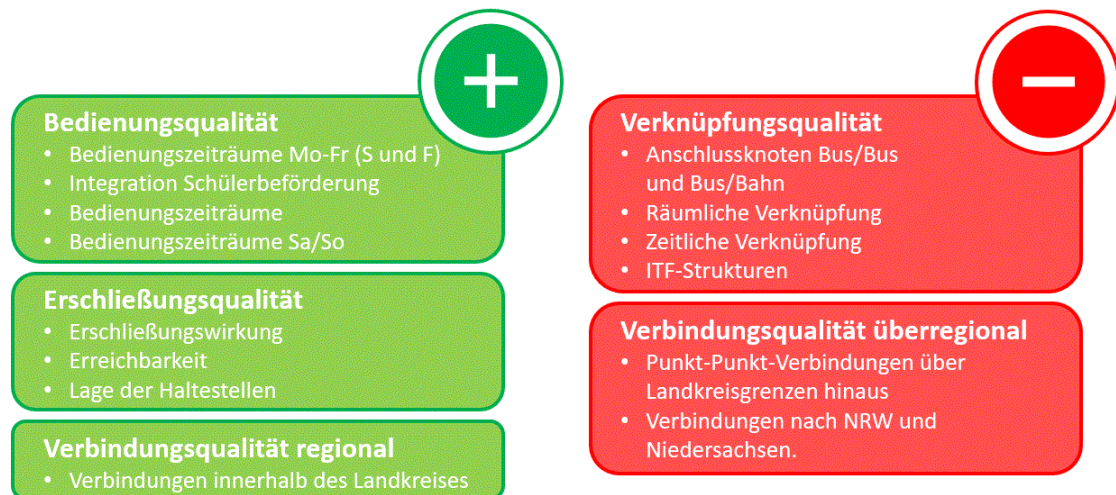 Bedienungsqualität
• Bedienungszeiträume Mo-Fr (S und F)
• Integration Schülerbeförderung
• Bedienungszeiträume
• Bedienungszeiträume Sa/So
Erschließungsqualität
• Erschließungswirkung
• Erreichbarkeit
• Lage der Haltestellen
Verbindungsqualität regional
• Verbindungen innerhalb des Landkreises
Verknüpfungsqualität
• Anschlussknoten Bus/Bus
und Bus/Bahn
• Räumliche Verknüpfung
• Zeitliche Verknüpfung
• ITF-Strukturen
Verbindungsqualität überregional
• Punkt-Punkt-Verbindungen über
Landkreisgrenzen hinaus
• Verbindungen nach NRW und
Niedersachsen.